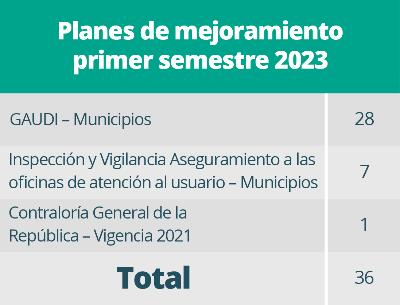 Planes de mejoramiento
primer semestre 2023
GAUDI – Municipios
28
Inspección y Vigilancia Aseguramiento a las
oficinas de atención al usuario – Municipios
7
Contraloría General de la
República – Vigencia 2021
1
Total
36